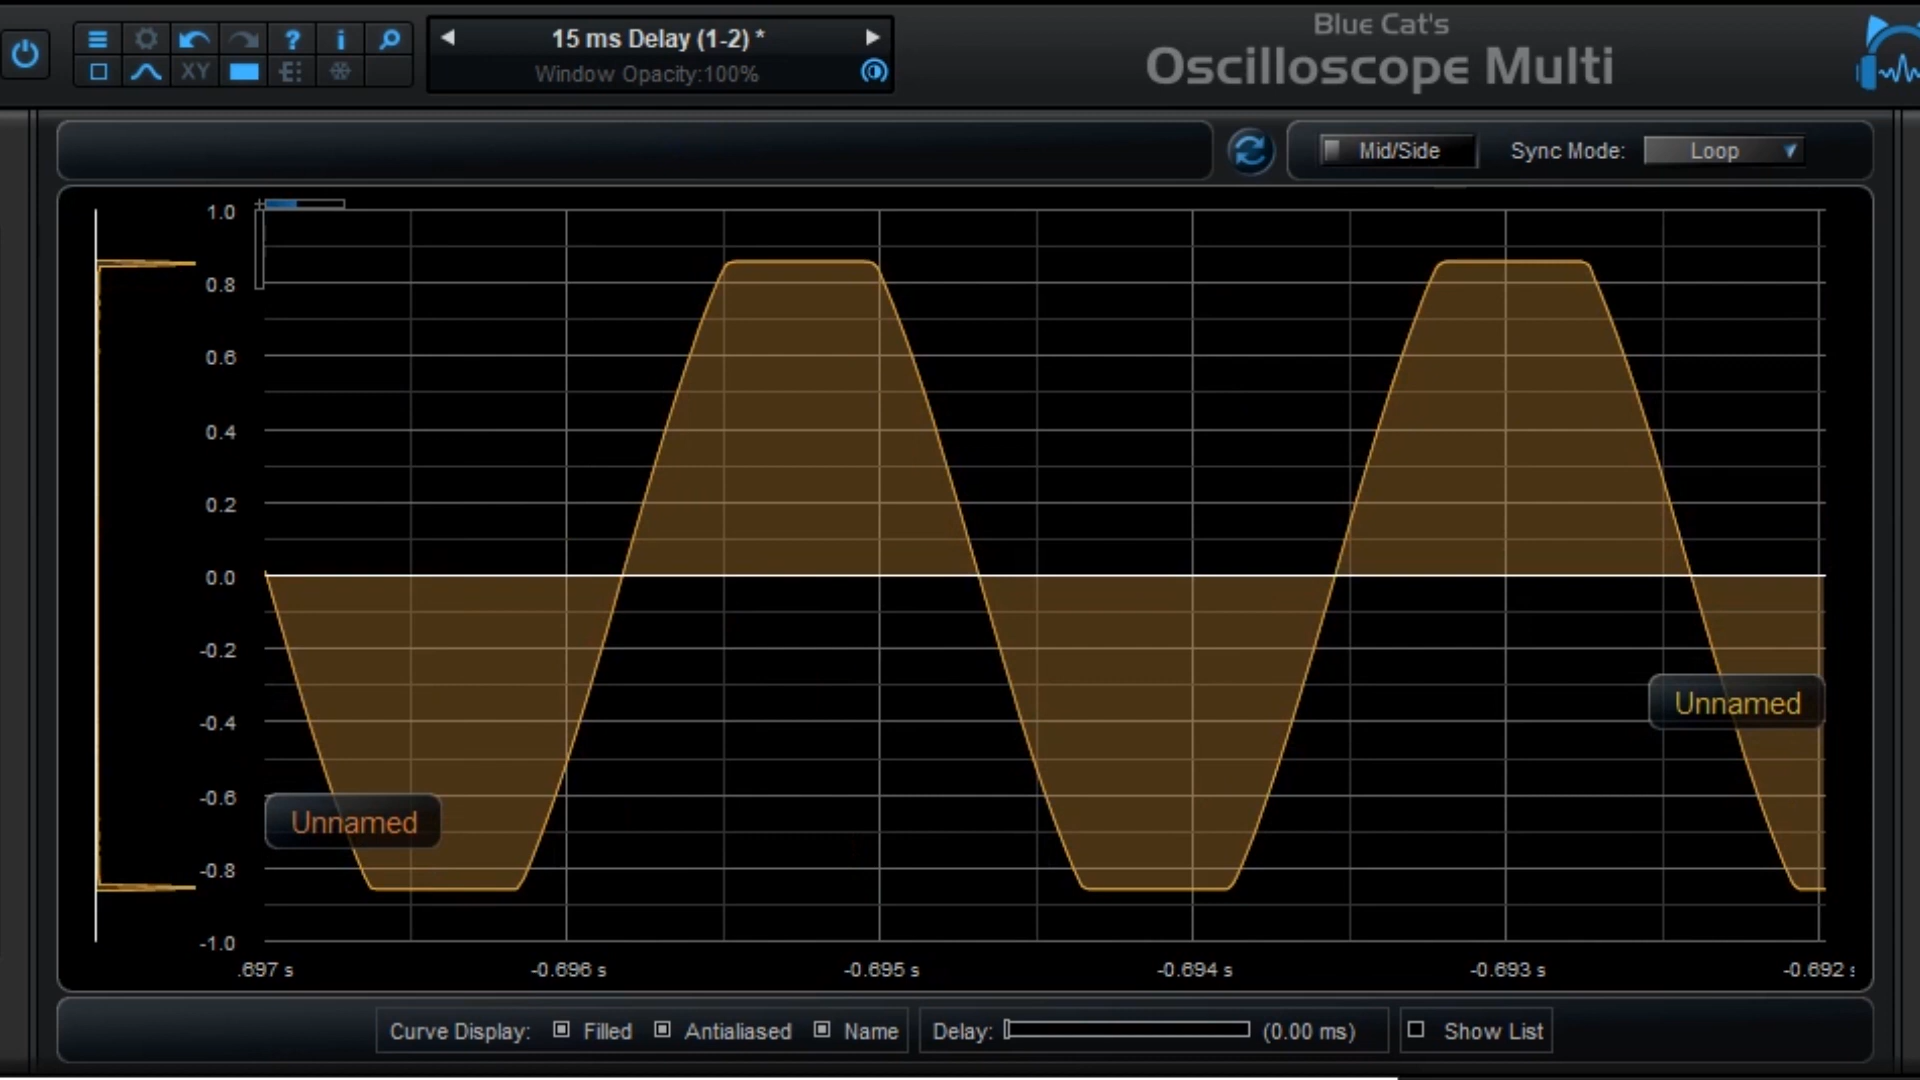 15 ms Delay (1-2) *
Window Opacity:100%
XY
Blue Cat's
Oscilloscope Multi
Mid/Side
Sync Mode:
Loop
1.0
0.8
0.6
0.4
0.2
0.0
-0.2
-0.4
-0.6
-0.8
-1.0
Unnamed
Unnamed
.697 s
-0.696 s
-0.695 s
-0.694 s
-0.693 s
-0.692 s
Curve Display:
Filled
Antialiased
Name
Delay:
(0.00 ms)
Show List